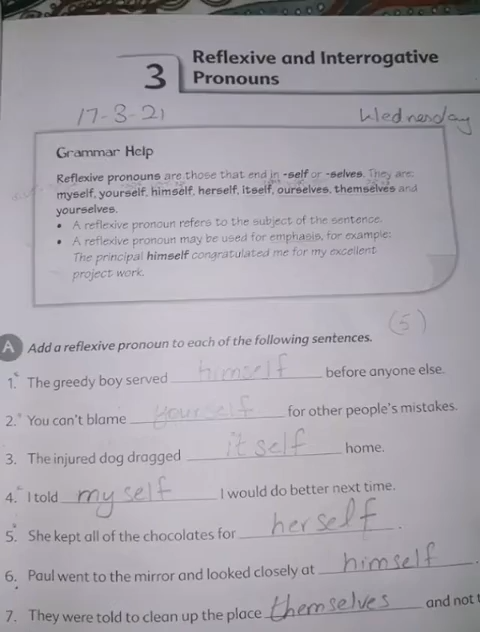 3
Reflexive and Interrogative
Pronouns
17-3-21 Wednesday
Grammar Help
Reflexive pronouns are those that end in -self or -selves. They are:
myself, yourself, himself, herself, itself, ourselves, themselves and
yourselves.
• A reflexive pronoun refers to the subject of the sentence.
• A reflexive pronoun may be used for emphasis, for example:
The principal himself congratulated me for my excellent
project work.
(5)
A Add a reflexive pronoun to each of the following sentences.
1. The greedy boy served himself before anyone else.
2. You can't blame yourself for other people's mistakes.
3. The injured dog dragged it self home.
4. I told my self I would do better next time.
5. She kept all of the chocolates for herself.
6. Paul went to the mirror and looked closely at himself.
7. They were told to clean up the place themselves and not